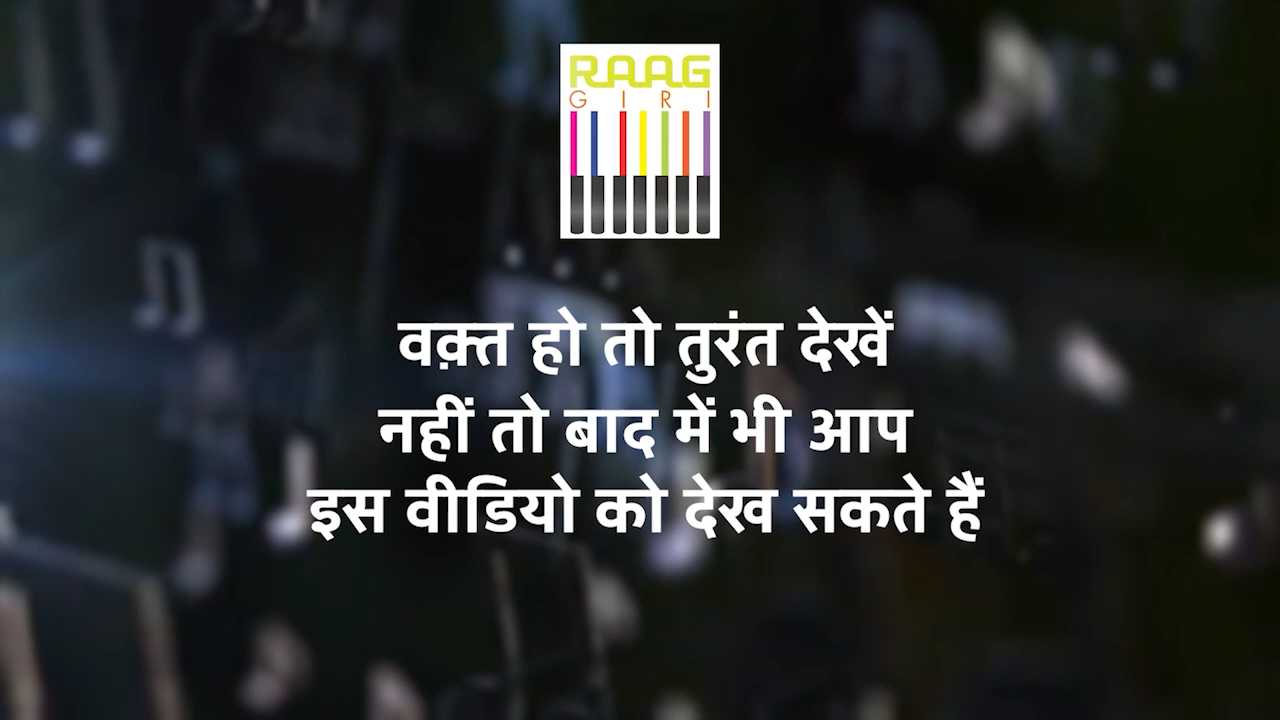 RAAG
GIRI
वक़्त हो तो तुरंत देखें
नहीं तो बाद में भी आप
इस वीडियो को देख सकते हैं